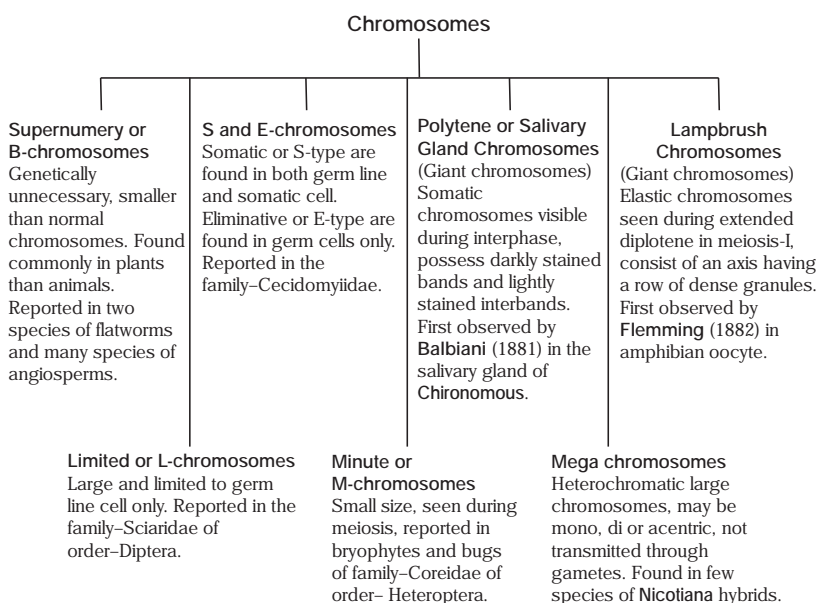 Chromosomes
Supernumery or
B-chromosomes
Genetically
unnecessary, smaller
than normal
chromosomes. Found
commonly in plants
than animals.
Reported in two
species of flatworms
and many species of
angiosperms.
S and E-chromosomes
Somatic or S-type are
found in both germ line
and somatic cell.
Eliminative or E-type are
found in germ cells only.
Reported in the
family–Cecidomyiidae.
Polytene or Salivary
Gland Chromosomes
(Giant chromosomes)
Somatic
chromosomes visible
during interphase,
possess darkly stained
bands and lightly
stained interbands.
First observed by
Balbiani (1881) in the
salivary gland of
Chironomous.
Lampbrush
Chromosomes
(Giant chromosomes)
Elastic chromosomes
seen during extended
diplotene in meiosis-I,
consist of an axis having
a row of dense granules.
First observed by
Flemming (1882) in
amphibian oocyte.
Limited or L-chromosomes
Large and limited to germ
line cell only. Reported in the
family–Sciaridae of
order–Diptera.
Minute or
M-chromosomes
Small size, seen during
meiosis, reported in
bryophytes and bugs
of family–Coreidae of
order– Heteroptera.
Mega chromosomes
Heterochromatic large
chromosomes, may be
mono, di or acentric, not
transmitted through
gametes. Found in few
species of Nicotiana hybrids.